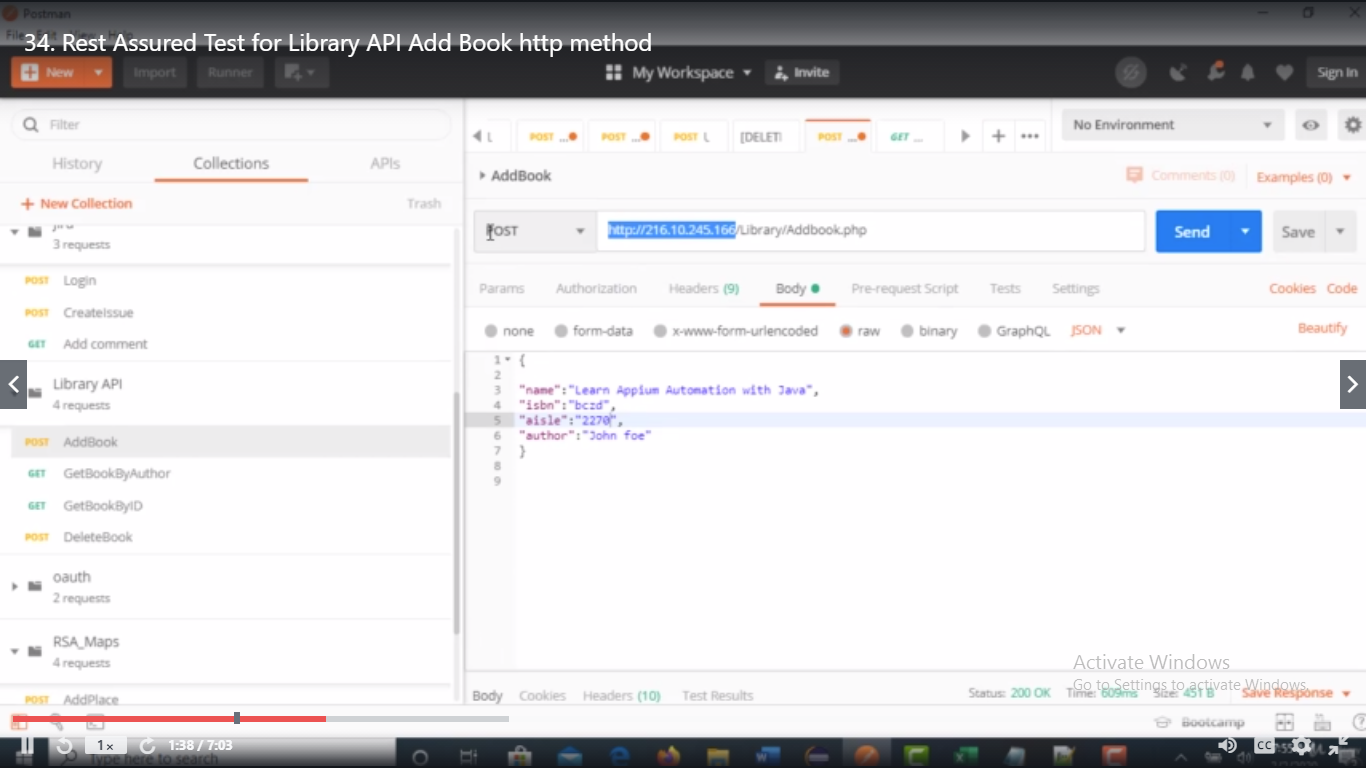 Postman
34. Rest Assured Test for Library API Add Book http method
New
Import
Runner
My Workspace
Invite
Sign In
Filter
History
Collections
APIs
New Collection
Trash
3 requests
POST Login
POST CreateIssue
GET Add comment
Library API
4 requests
POST AddBook
GET GetBookByAuthor
GET GetBookByID
POST DeleteBook
oauth
2 requests
RSA_Maps
4 requests
POST AddPlace
L
POST ...
POST ...
POST L
[DELETI
POST ...
GET ...
+
•••
No Environment
AddBook
Comments (0)
Examples (0)
POST
http://216.10.245.166/Library/Addbook.php
Send
Save
Params
Authorization
Headers (9)
Body
Pre-request Script
Tests
Settings
Cookies
Code
none
form-data
x-www-form-urlencoded
raw
binary
GraphQL
JSON
Beautify
1 {
2
3 "name":"Learn Appium Automation with Java",
4 "isbn":"bczd",
5 "aisle":"2270",
6 "author":"John foe"
7 }
8
9
Activate Windows
Go to Settings to activate Windows.
Body
Cookies
Headers (10)
Test Results
Status: 200 OK
Time: 609ms
Size: 451 B
Save Response
Bootcamp
1×
1:38 / 7:03
Type here to search
CC